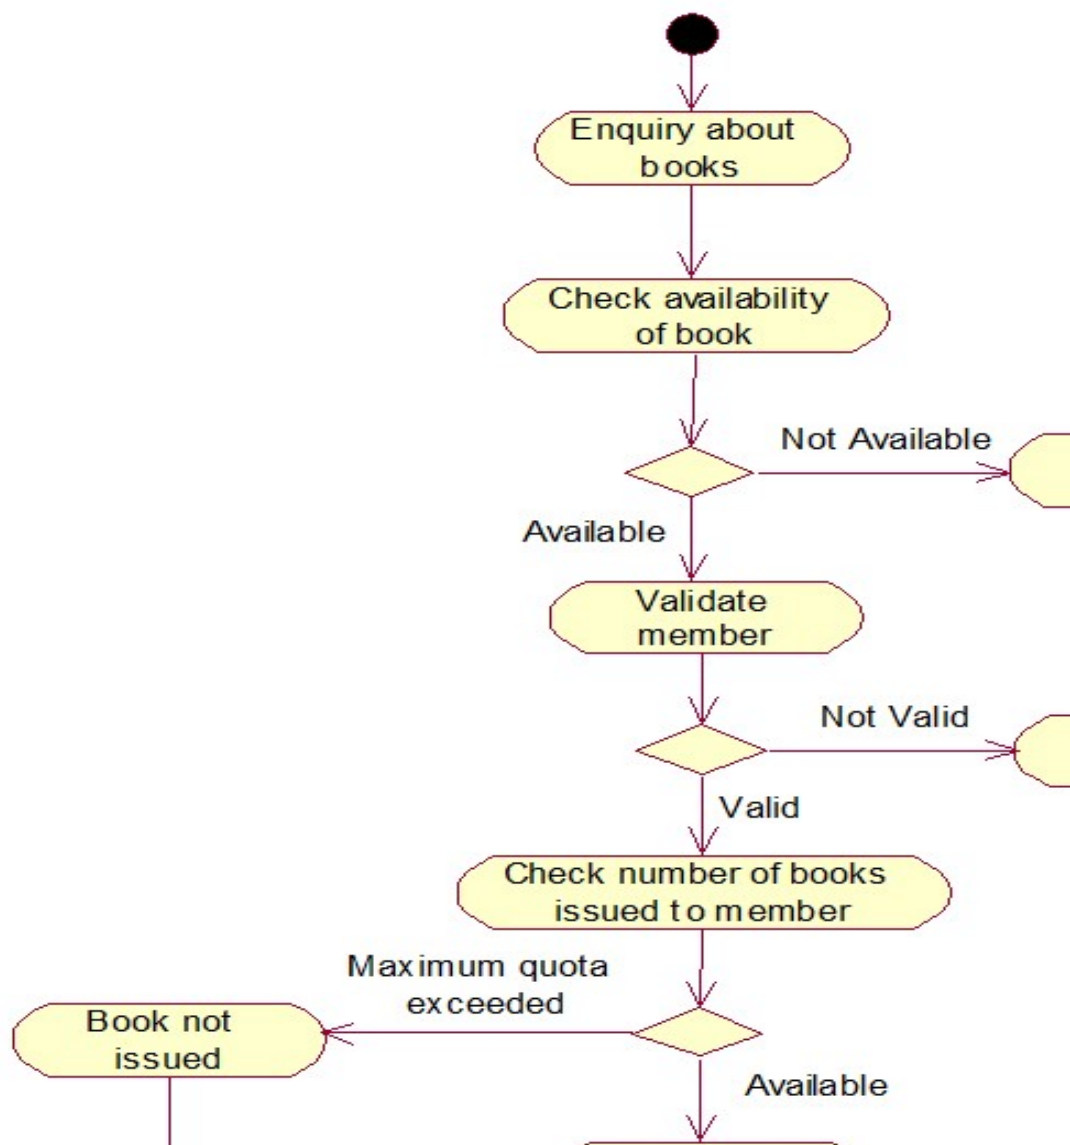 Enquiry about
books
Check availability
of book
Not Available
Available
Validate
member
Not Valid
Valid
Check number of books
issued to member
Maximum quota
exceeded
Book not
issued
Available